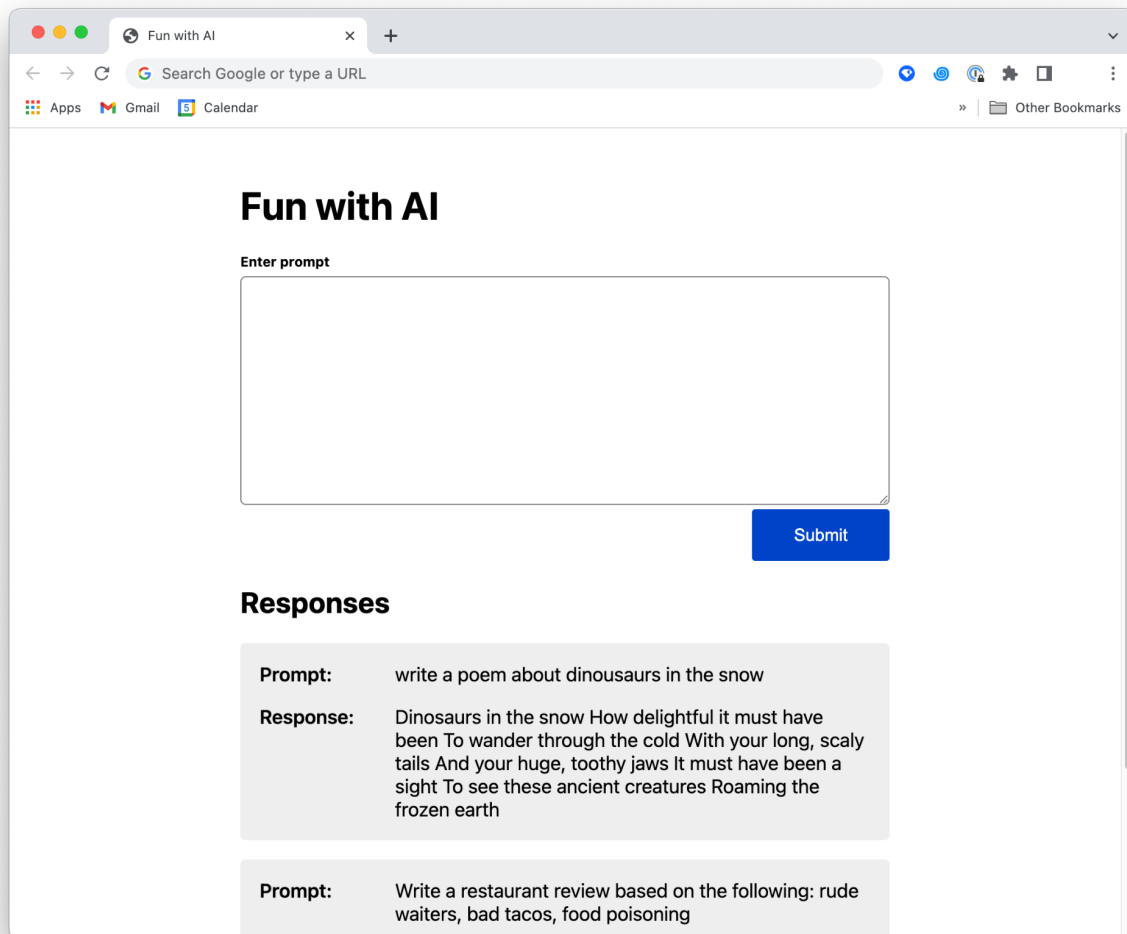 Fun with AI
Search Google or type a URL
Apps
Gmail
5
Calendar
»
Other Bookmarks
Fun with AI
Enter prompt
Submit
Responses
Prompt:
write a poem about dinousaurs in the snow
Response:
Dinosaurs in the snow How delightful it must have
been To wander through the cold With your long, scaly
tails And your huge, toothy jaws It must have been a
sight To see these ancient creatures Roaming the
frozen earth
Prompt:
Write a restaurant review based on the following: rude
waiters, bad tacos, food poisoning